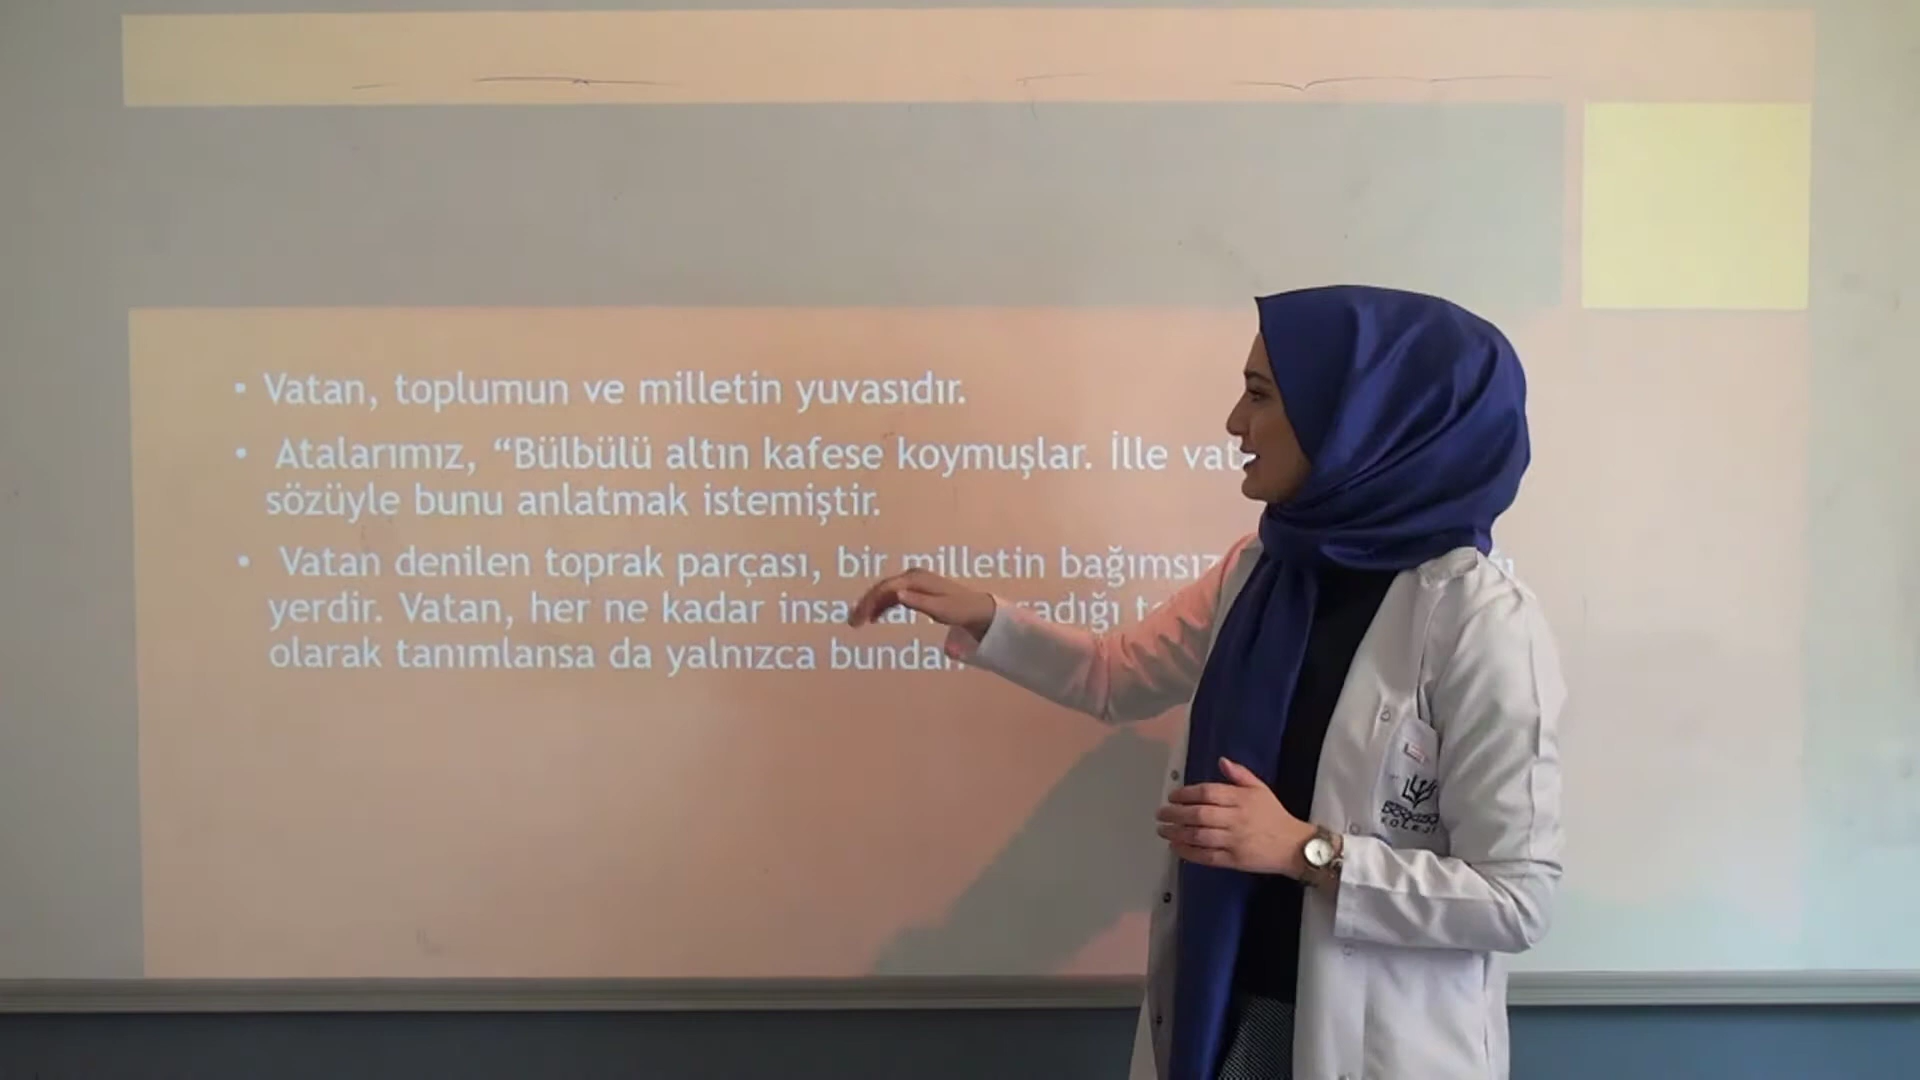 • Vatan, toplumun ve milletin yuvasıdır.
• Atalarımız, “Bülbülü altın kafese koymuşlar. İlle
sözüyle bunu anlatmak istemiştir.
• Vatan denilen toprak parçası, bir milletin
yerdir. Vatan, her ne kadar
olarak tanımlansa da yalnızca
KOLEJİ